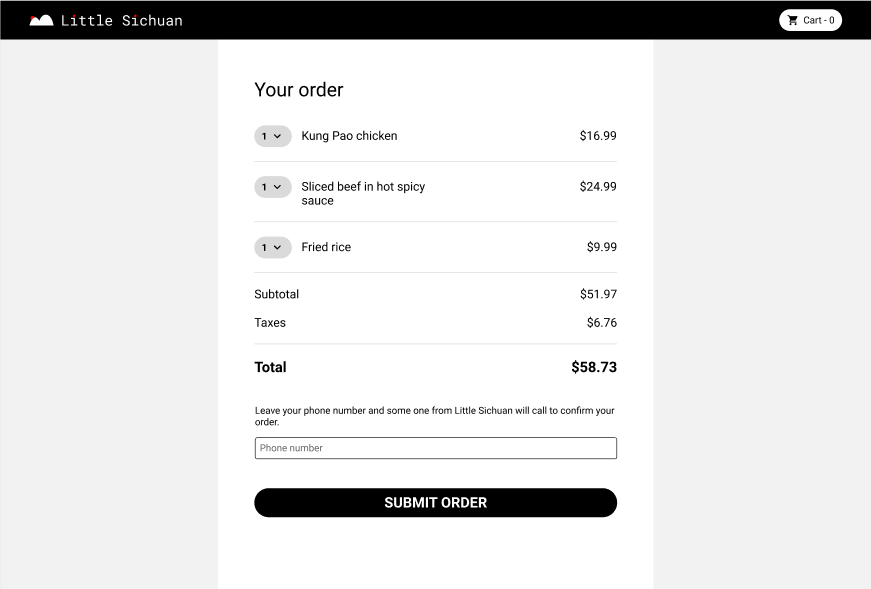 Little Sichuan
Cart - 0
Your order
1 Kung Pao chicken $16.99
1 Sliced beef in hot spicy $24.99
sauce
1 Fried rice $9.99
Subtotal $51.97
Taxes $6.76
Total $58.73
Leave your phone number and some one from Little Sichuan will call to confirm your
order.
Phone number
SUBMIT ORDER